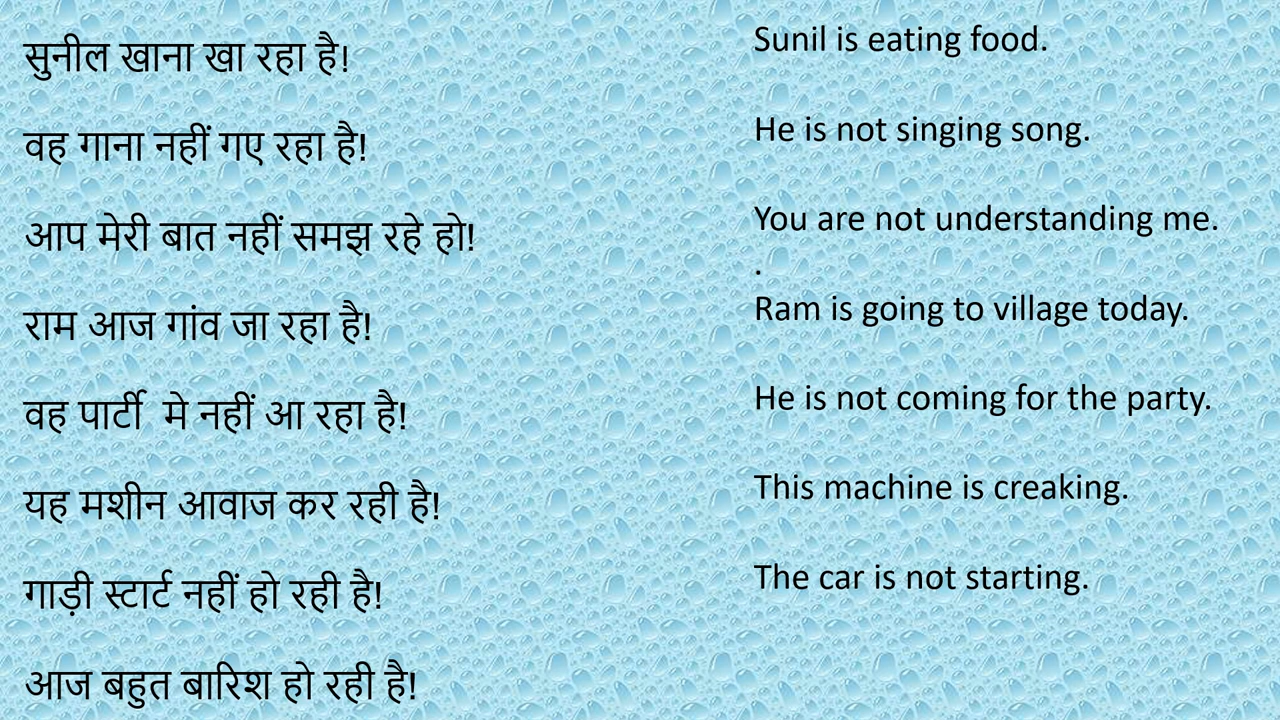 सुनील खाना खा रहा है!
Sunil is eating food.
वह गाना नहीं गए रहा है!
He is not singing song.
आप मेरी बात नहीं समझ रहे हो!
You are not understanding me.
.
राम आज गांव जा रहा है!
Ram is going to village today.
वह पार्टी  मे नहीं आ रहा है!
He is not coming for the party.
यह मशीन आवाज कर रही है!
This machine is creaking.
गाड़ी स्टार्ट नहीं हो रही है!
The car is not starting.
आज बहुत बारिश हो रही है!